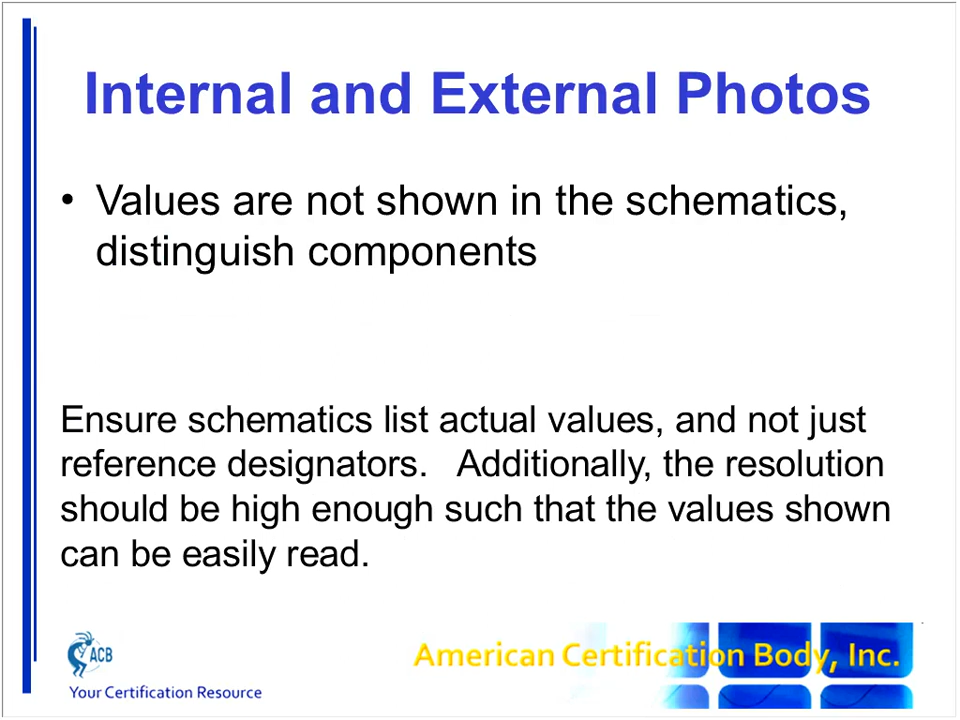 Internal and External Photos
• Values are not shown in the schematics,
distinguish components
Ensure schematics list actual values, and not just
reference designators.   Additionally, the resolution
should be high enough such that the values shown
can be easily read.
ACB
American Certification Body, Inc.
Your Certification Resource